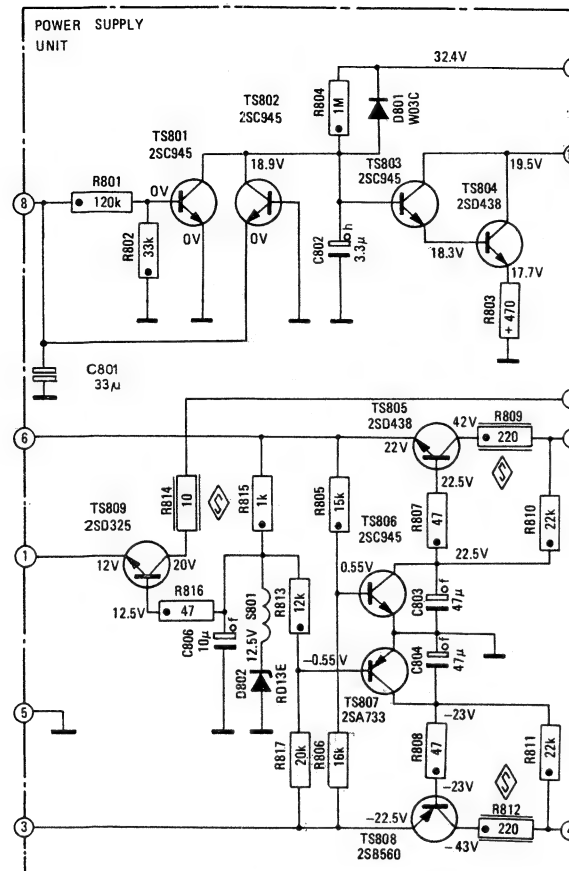 POWER SUPPLY
UNIT
32.4V
TS801
2SC945
TS802
2SC945
R804
1M
D801
W03C
TS803
2SC945
TS804
2SD438
18.9V
19.5V
8
R801
120k
0V
0V
0V
R802
33k
C802
3.3µ
h
18.3V
17.7V
R803
+ 470
C801
33µ
6
TS805
2SD438
22V
42V
R809
220
S
R814
10
S
R815
1k
R805
15k
22.5V
R807
47
R810
22k
TS809
2SD325
TS806
2SC945
1
12V
20V
22.5V
12.5V
R816
47
C806
10µ
f
S801
12.5V
R813
12k
0.55V
C803
47µ
f
C804
47µ
f
-0.55V
D802
RD13E
TS807
2SA733
5
-23V
R817
20k
R806
16k
R808
47
R811
22k
-23V
S
R812
220
3
-22.5V
-43V
TS808
2SB560
4